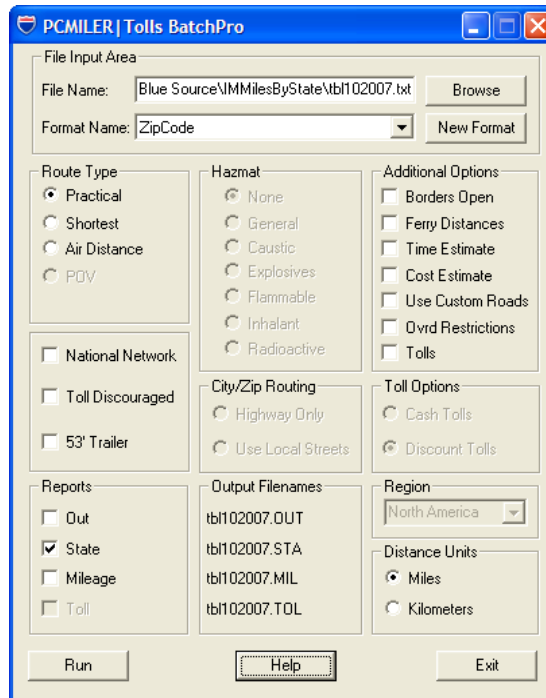 PCMILER|Tolls BatchPro
File Input Area
File Name: Blue Source\IMMilesByState\tbl102007.txt Browse
Format Name: ZipCode New Format
Route Type
Practical
Shortest
Air Distance
POV
Hazmat
None
General
Caustic
Explosives
Flammable
Inhalant
Radioactive
Additional Options
Borders Open
Ferry Distances
Time Estimate
Cost Estimate
Use Custom Roads
Ovrd Restrictions
Tolls
National Network
Toll Discouraged
53' Trailer
City/Zip Routing
Highway Only
Use Local Streets
Toll Options
Cash Tolls
Discount Tolls
Reports
Out
State
Mileage
Toll
Output Filenames
tbl102007.OUT
tbl102007.STA
tbl102007.MIL
tbl102007.TOL
Region
North America
Distance Units
Miles
Kilometers
Run Help Exit